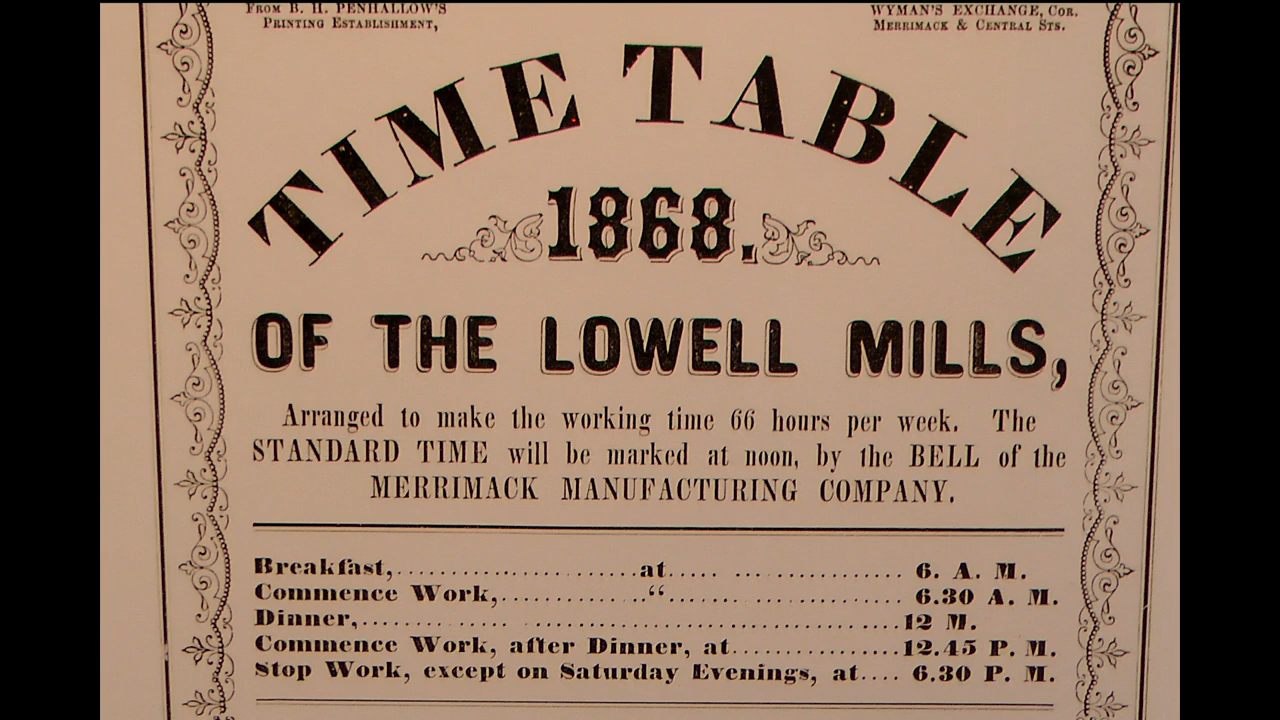 FROM B. H. PENHALLOW'S
PRINTING ESTABLISHMENT,
WYMAN'S EXCHANGE, COR.
MERRIMACK & CENTRAL STS.
TIME TABLE
1868.
OF THE LOWELL MILLS,
Arranged to make the working time 66 hours per week. The
STANDARD TIME will be marked at noon, by the BELL of the
MERRIMACK MANUFACTURING COMPANY.
Breakfast,..........................at..... ..................... 6. A. M.
Commence Work,................“............................ 6.30 A. M.
Dinner,................................................................12 M.
Commence Work, after Dinner, at.................12.45 P. M.
Stop Work, except on Saturday Evenings, at.... 6.30 P. M.